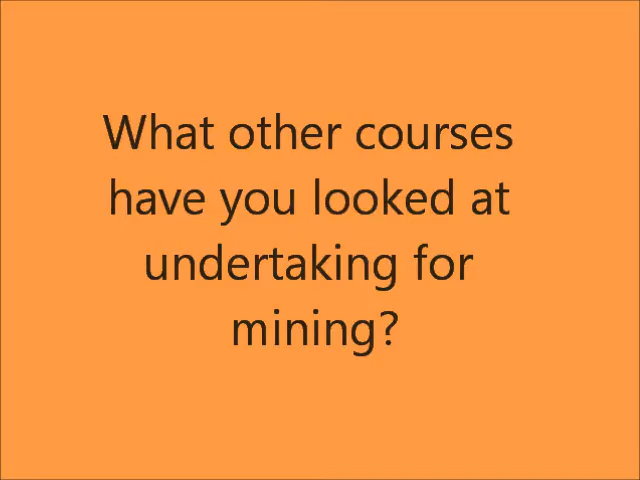 What other courses
have you looked at
undertaking for
mining?